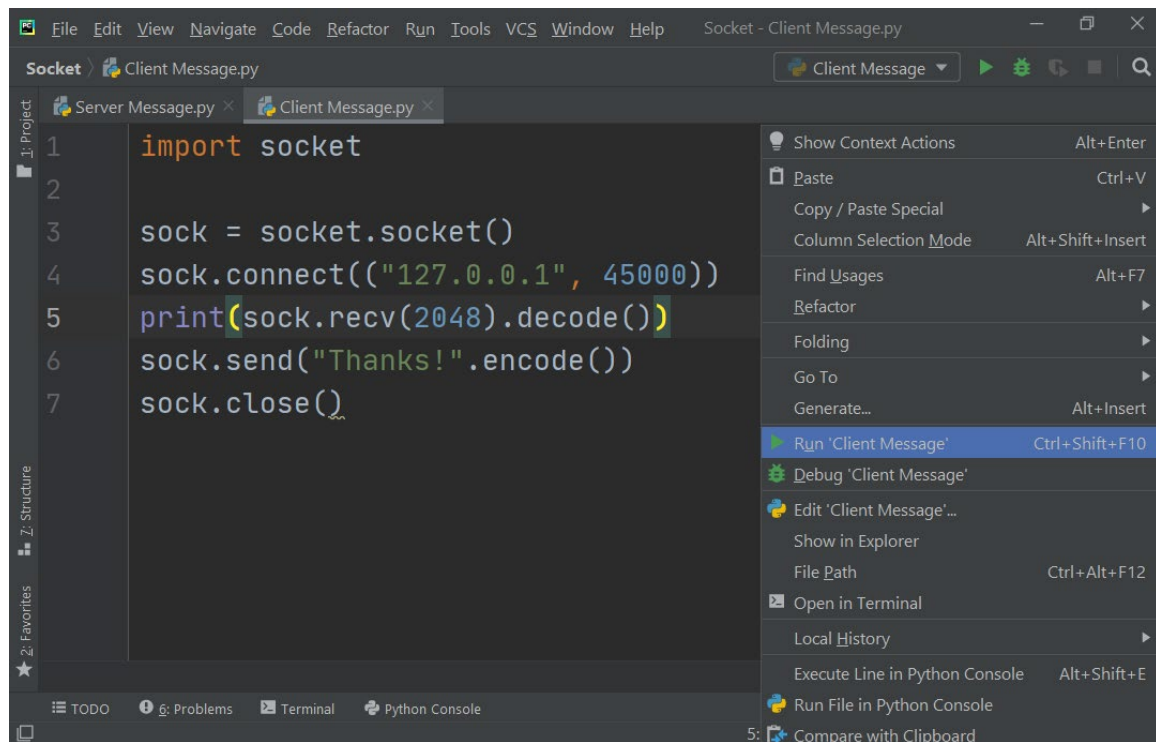 PC File Edit View Navigate Code Refactor Run Tools VCS Window Help Socket - Client Message.py
Socket Client Message.py Client Message
1: Project
Server Message.py Client Message.py
1 import socket
2
3 sock = socket.socket()
4 sock.connect(("127.0.0.1", 45000))
5 print(sock.recv(2048).decode())
6 sock.send("Thanks!".encode())
7 sock.close()
Show Context Actions Alt+Enter
Paste Ctrl+V
Copy / Paste Special
Column Selection Mode Alt+Shift+Insert
Find Usages Alt+F7
Refactor
Folding
Go To
Generate... Alt+Insert
Run 'Client Message' Ctrl+Shift+F10
Debug 'Client Message'
Edit 'Client Message'...
Show in Explorer
File Path Ctrl+Alt+F12
Open in Terminal
Local History
Execute Line in Python Console Alt+Shift+E
Run File in Python Console
Compare with Clipboard
Z: Structure
2: Favorites
TODO 6: Problems Terminal Python Console
5: